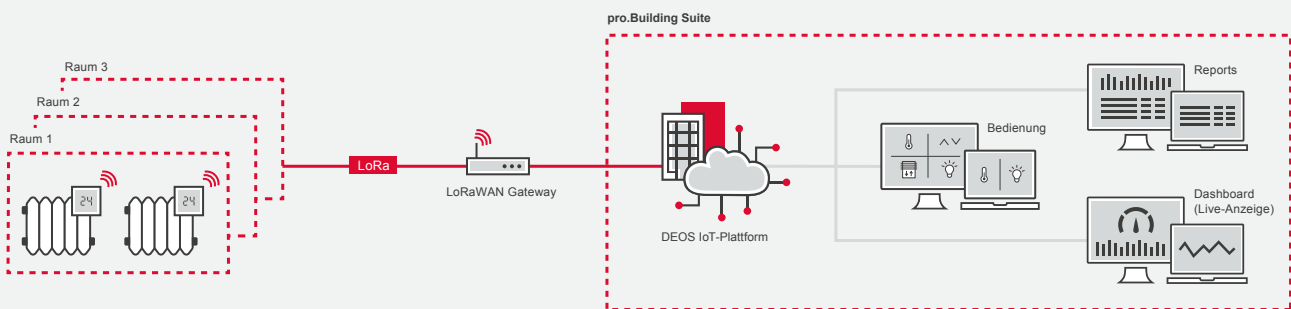 pro.Building Suite
Raum 3
Raum 2
Raum 1
24
24
LoRa
LoRaWAN Gateway
DEOS IoT-Plattform
Bedienung
Reports
Dashboard
(Live-Anzeige)